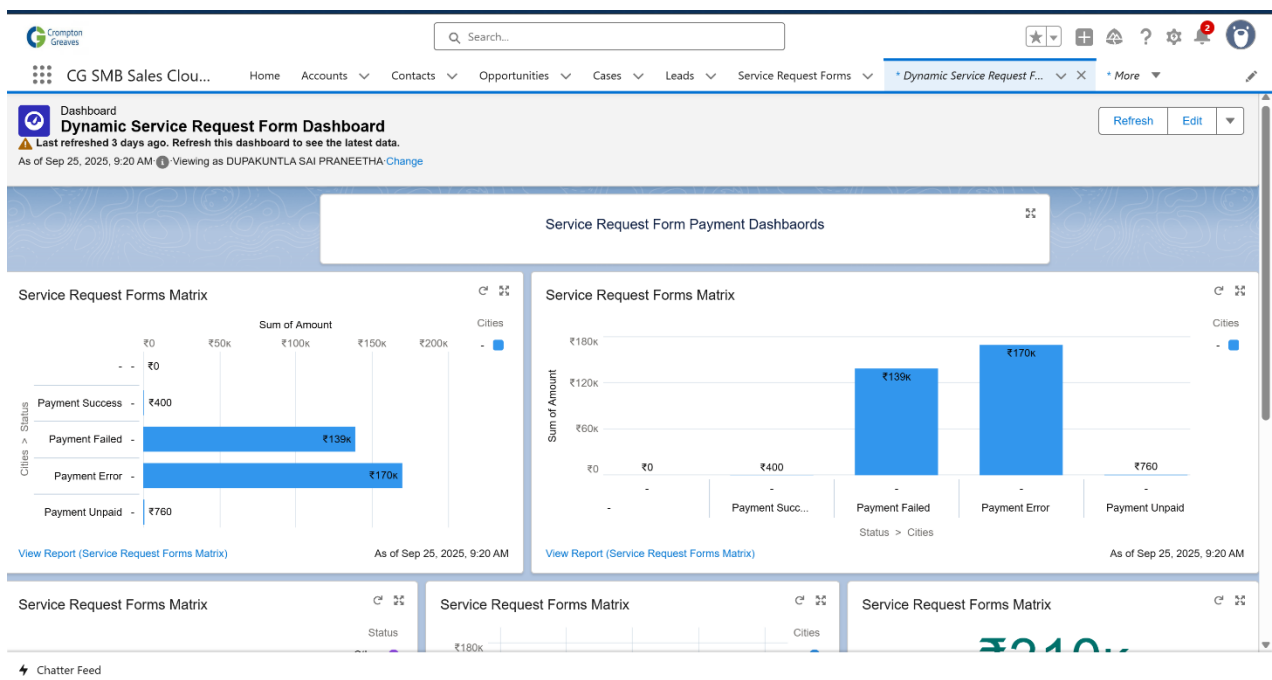 Crompton
Greaves
Search...
2
CG SMB Sales Clou...
Home
Accounts
Contacts
Opportunities
Cases
Leads
Service Request Forms
* Dynamic Service Request F...
* More
Dashboard
Dynamic Service Request Form Dashboard
Last refreshed 3 days ago. Refresh this dashboard to see the latest data.
As of Sep 25, 2025, 9:20 AM·Viewing as DUPAKUNTLA SAI PRANEETHA·Change
Refresh
Edit
Service Request Form Payment Dashbaords
Service Request Forms Matrix
Sum of Amount
Cities
₹0 ₹50K ₹100K ₹150K ₹200K
-
- - ₹0
Payment Success - ₹400
Payment Failed - ₹139K
Payment Error - ₹170K
Payment Unpaid - ₹760
Cities > Status
View Report (Service Request Forms Matrix)
As of Sep 25, 2025, 9:20 AM
Service Request Forms Matrix
Cities
-
Sum of Amount
₹180K
₹120K
₹60K
₹0
₹0 ₹400 ₹139K ₹170K ₹760
- - - - -
- Payment Succ... Payment Failed Payment Error Payment Unpaid
Status > Cities
View Report (Service Request Forms Matrix)
As of Sep 25, 2025, 9:20 AM
Service Request Forms Matrix
Status
Service Request Forms Matrix
Cities
₹180K
Service Request Forms Matrix
Chatter Feed